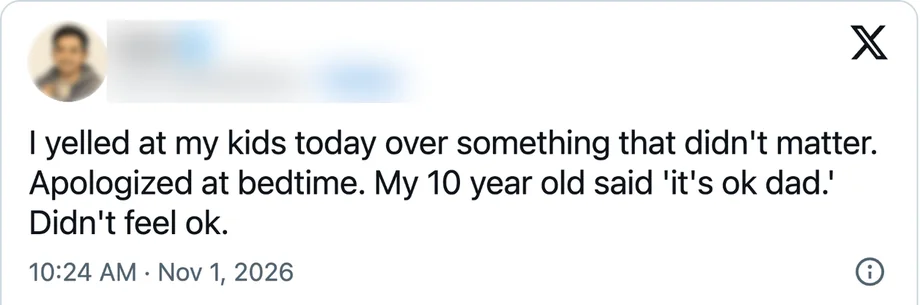 I yelled at my kids today over something that didn't matter.
Apologized at bedtime. My 10 year old said 'it's ok dad.'
Didn't feel ok.
10:24 AM · Nov 1, 2026